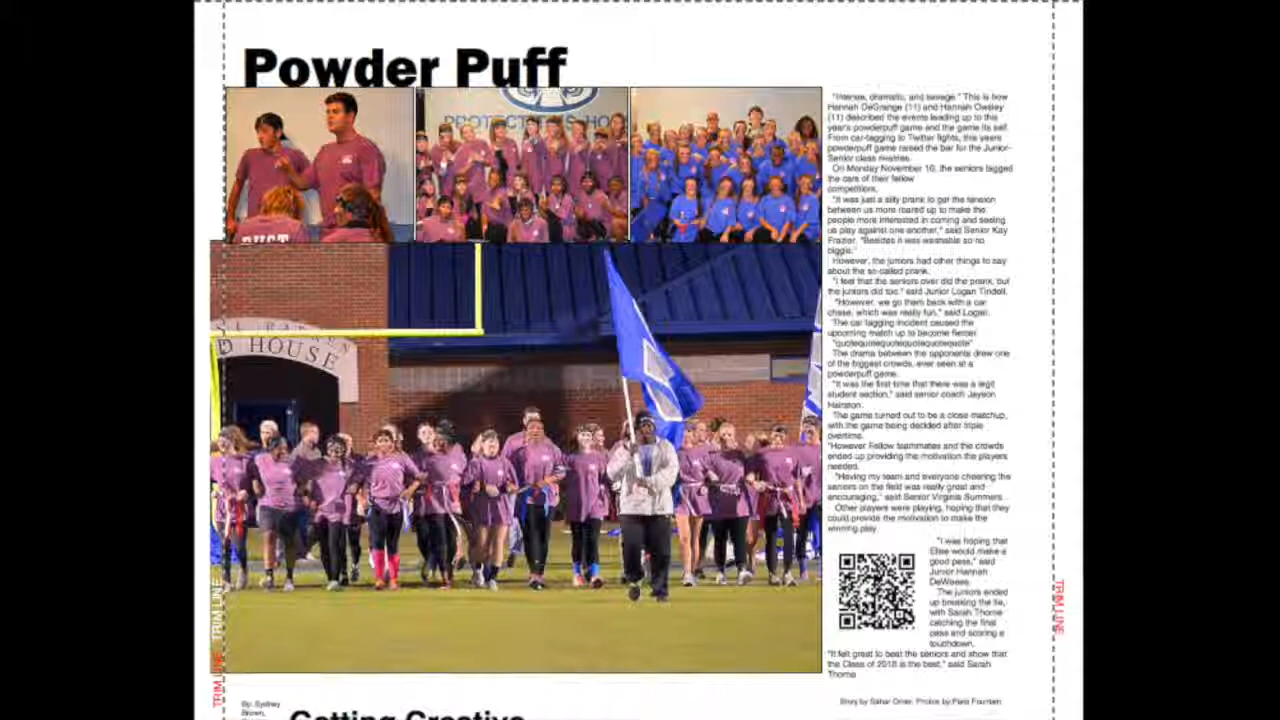 Powder Puff
PROTECT HO
DUST
D HOUSE
"Intense, dramatic, and savage." This is how
Hannah DeGrange (11) and Hannah Owsley
(11) described the events leading up to this
year's powderpuff game and the game its self.
From car-tagging to Twitter fights, this years
powderpuff game raised the bar for the Junior-
Senior class rivalries.
On Monday November 16, the seniors tagged
the cars of their fellow
competitors.
"It was just a silly prank to get the tension
between us more roared up to make the
people more interested in coming and seeing
us play against one another," said Senior Kay
Frazier. "Besides it was washable so no
biggie."
However, the juniors had other things to say
about the so-called prank.
"I feel that the seniors over did the prank, but
the juniors did too." said Junior Logan Tindell.
"However, we go them back with a car
chase, which was really fun," said Logan.
The car tagging incident caused the
upcoming match up to become fiercer.
"quotequotequotequotequotequote"
The drama between the opponents drew one
of the biggest crowds, ever seen at a
powderpuff game.
"It was the first time that there was a legit
student section," said senior coach Jayson
Hairston.
The game turned out to be a close matchup,
with the game being decided after triple
overtime.
"However Fellow teammates and the crowds
ended up providing the motivation the players
needed.
"Having my team and everyone cheering the
seniors on the field was really great and
encouraging," said Senior Virginia Summers.
Other players were playing, hoping that they
could provide the motivation to make the
winning play.
"I was hoping that
Elise would make a
good pass," said
Junior Hannah
DeWeese.
The juniors ended
up breaking the tie,
with Sarah Thorne
catching the final
pass and scoring a
touchdown.
"It felt great to beat the seniors and show that
the Class of 2018 is the best," said Sarah
Thorne
TRIM LINE
TRIM LINE
TRIM LINE
Story by Sahar Omer. Photos by Piara Fountain
By: Sydney
Brown,
Getting Creative